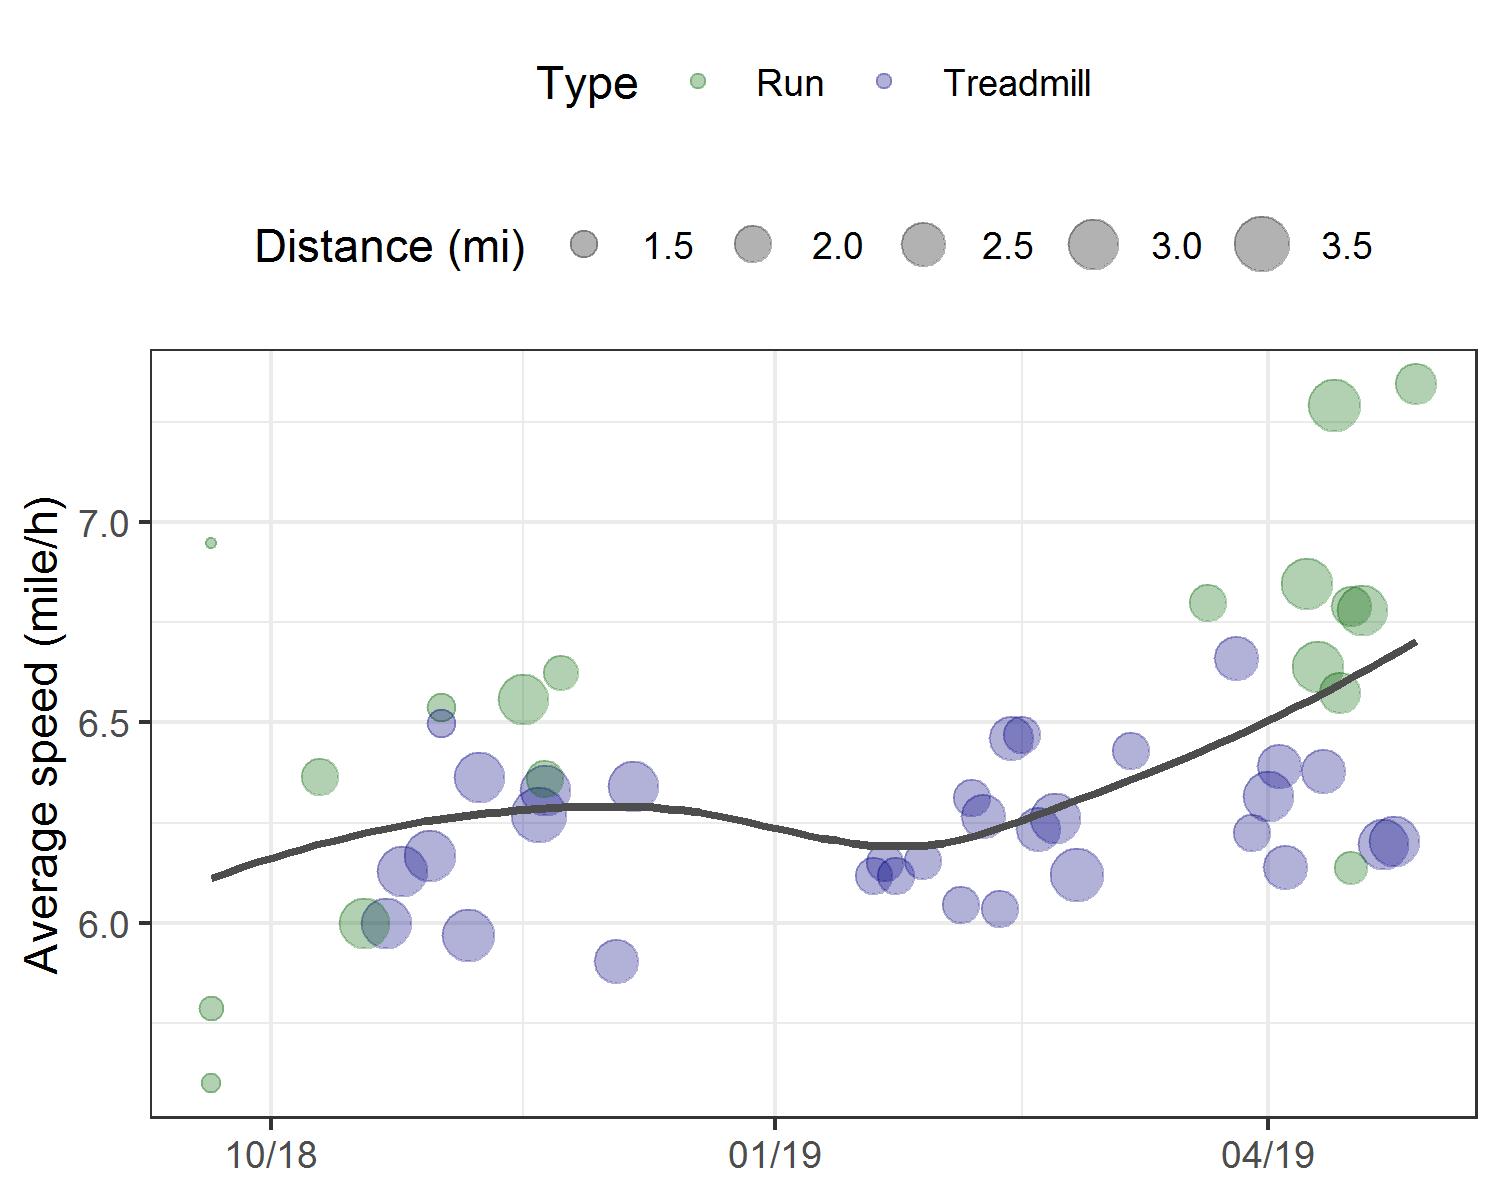 Type Run Treadmill
Distance (mi) 1.5 2.0 2.5 3.0 3.5
Average speed (mile/h)
7.0
6.5
6.0
10/18 01/19 04/19